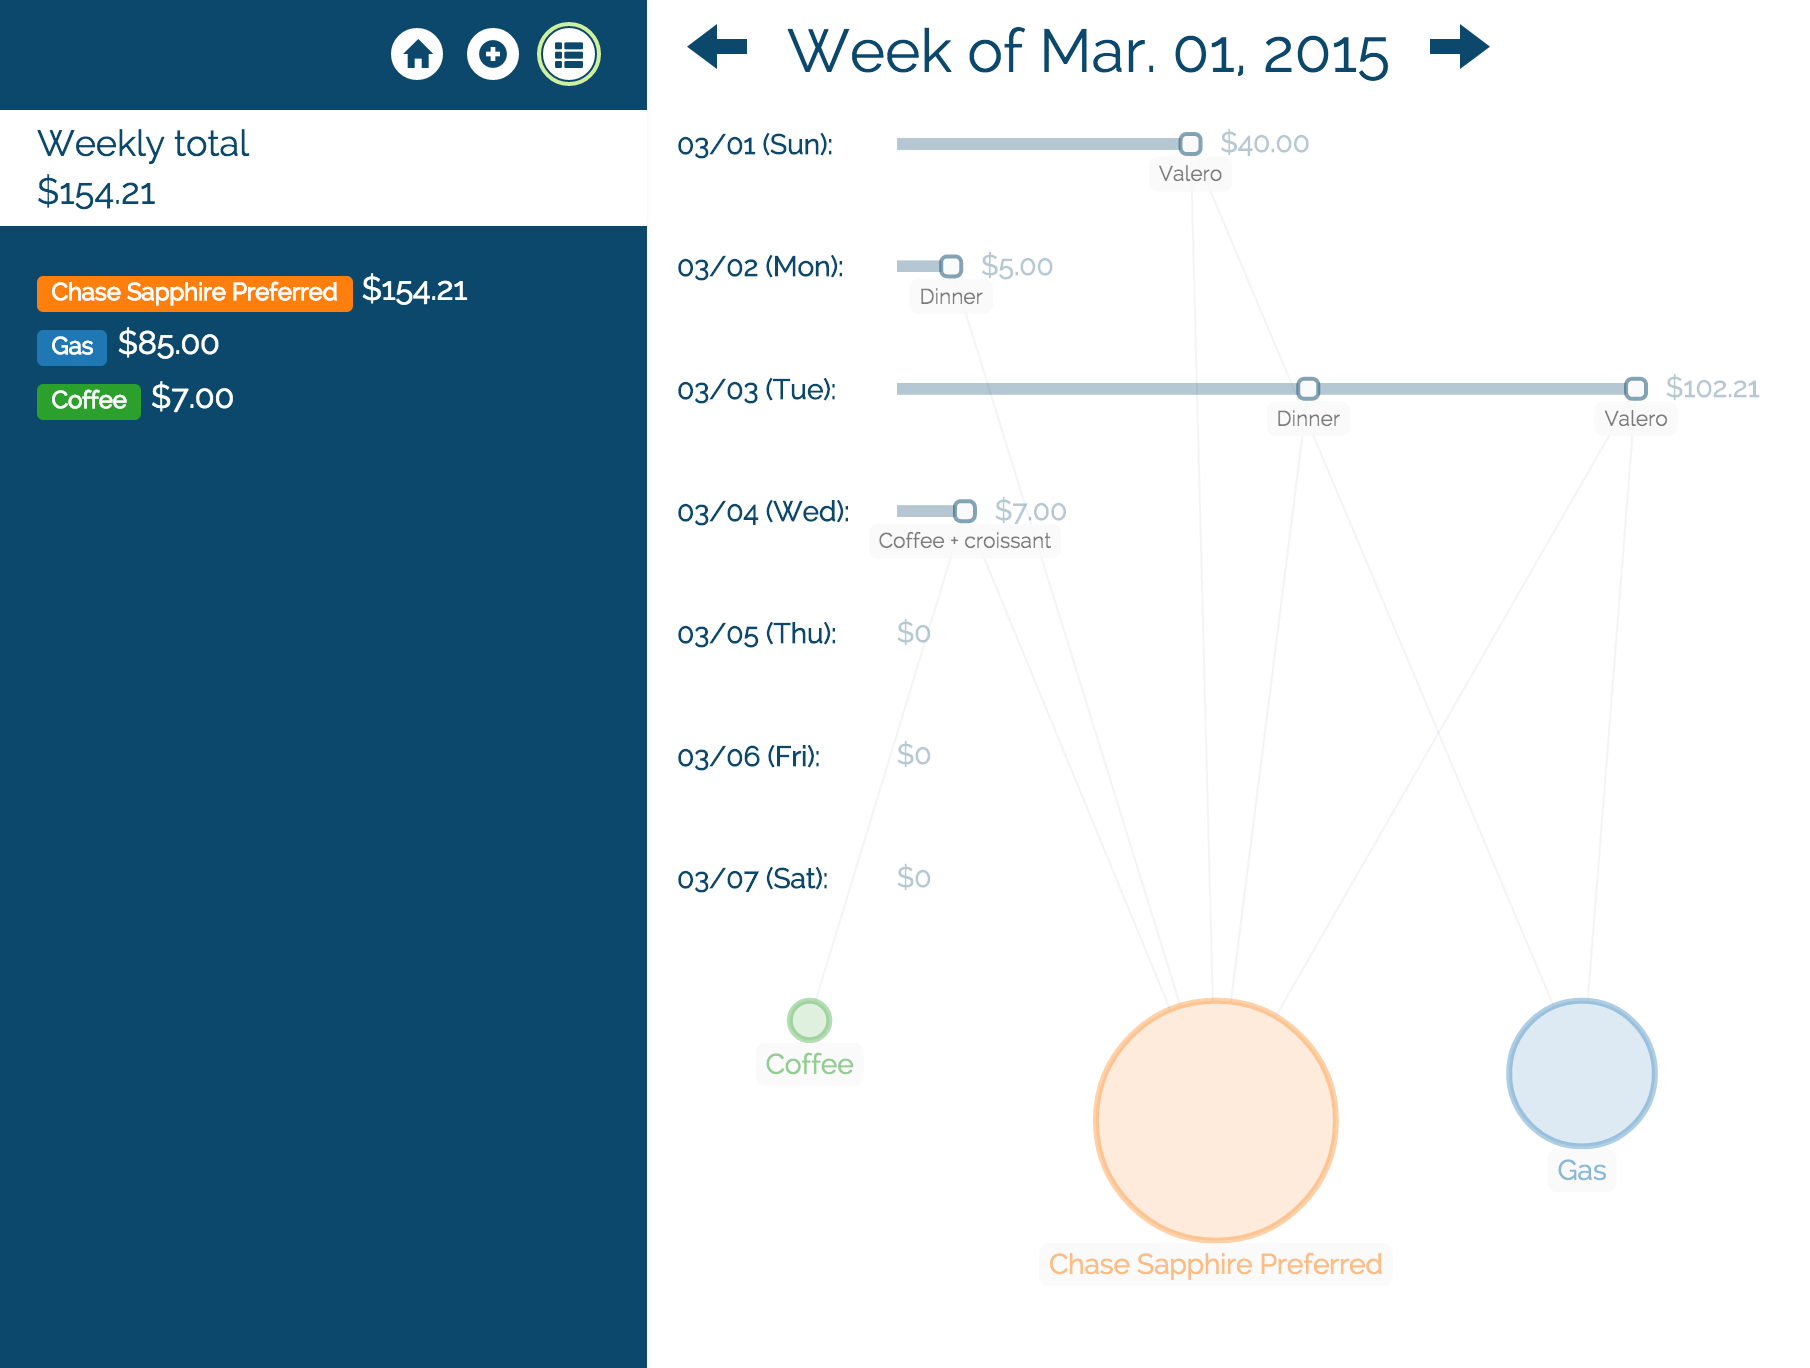 Weekly total
$154.21
Chase Sapphire Preferred $154.21
Gas $85.00
Coffee $7.00
Week of Mar. 01, 2015
03/01 (Sun): $40.00
Valero
03/02 (Mon): $5.00
Dinner
03/03 (Tue): $102.21
Dinner Valero
03/04 (Wed): $7.00
Coffee + croissant
03/05 (Thu): $0
03/06 (Fri): $0
03/07 (Sat): $0
Coffee
Gas
Chase Sapphire Preferred